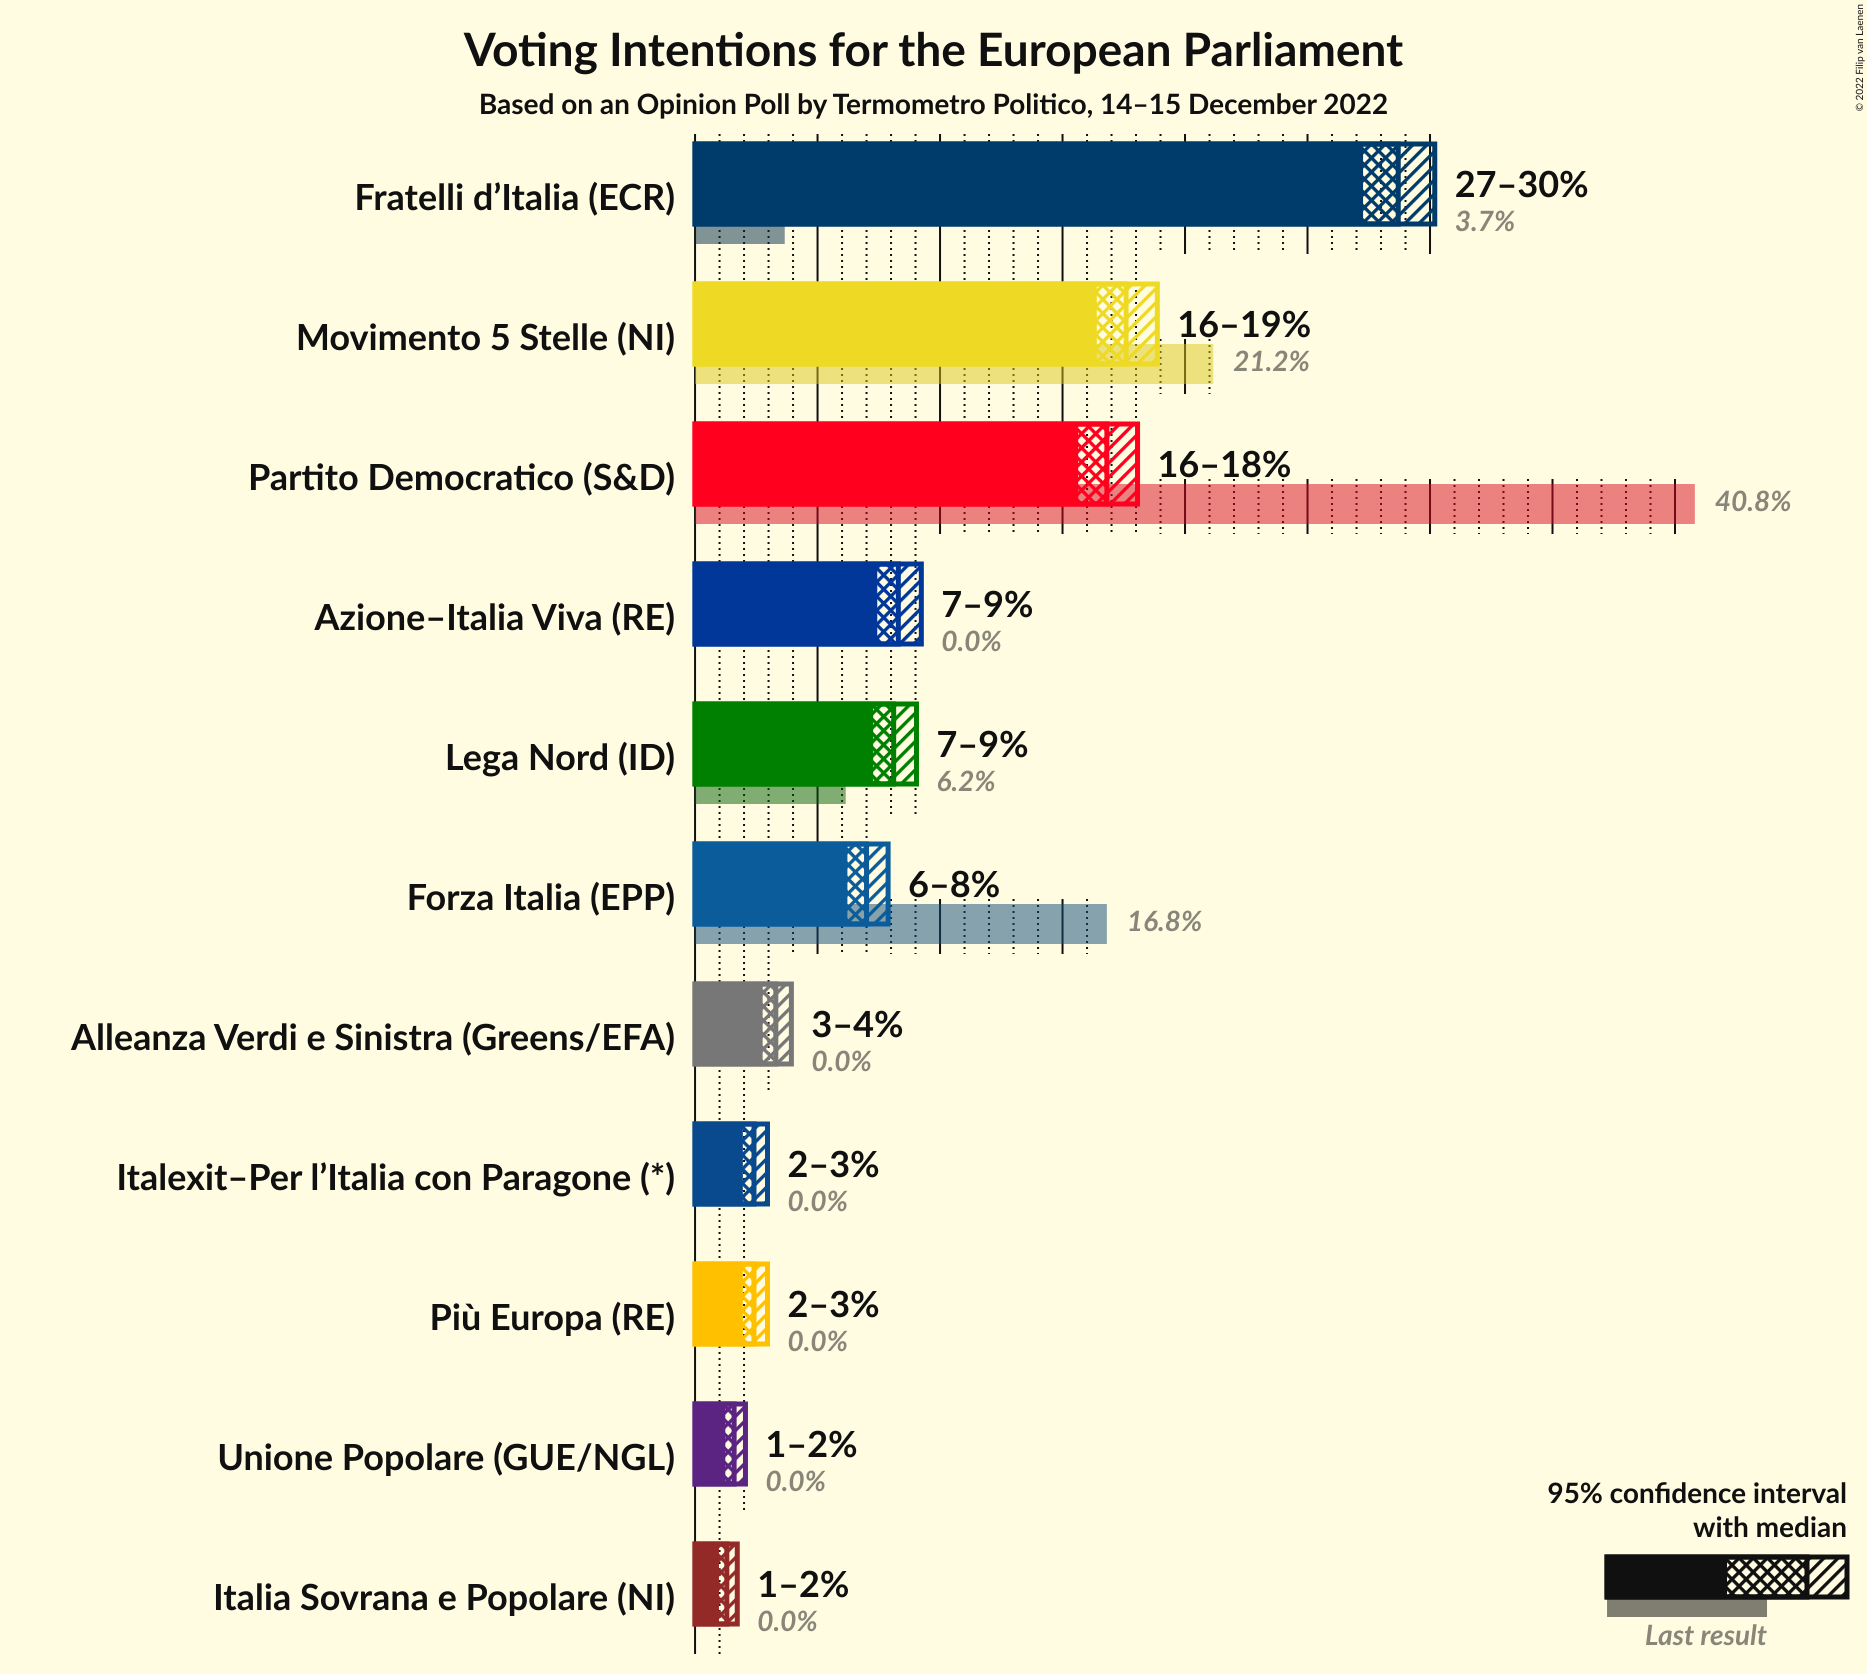 Voting Intentions for the European Parliament
Based on an Opinion Poll by Termometro Politico, 14–15 December 2022
© 2022 Filip van Laenen
Fratelli d’Italia (ECR)
27–30%
3.7%
Movimento 5 Stelle (NI)
16–19%
21.2%
Partito Democratico (S&D)
16–18%
40.8%
Azione–Italia Viva (RE)
7–9%
0.0%
Lega Nord (ID)
7–9%
6.2%
Forza Italia (EPP)
6–8%
16.8%
Alleanza Verdi e Sinistra (Greens/EFA)
3–4%
0.0%
Italexit–Per l’Italia con Paragone (*)
2–3%
0.0%
Più Europa (RE)
2–3%
0.0%
Unione Popolare (GUE/NGL)
1–2%
0.0%
Italia Sovrana e Popolare (NI)
1–2%
0.0%
95% confidence interval
with median
Last result